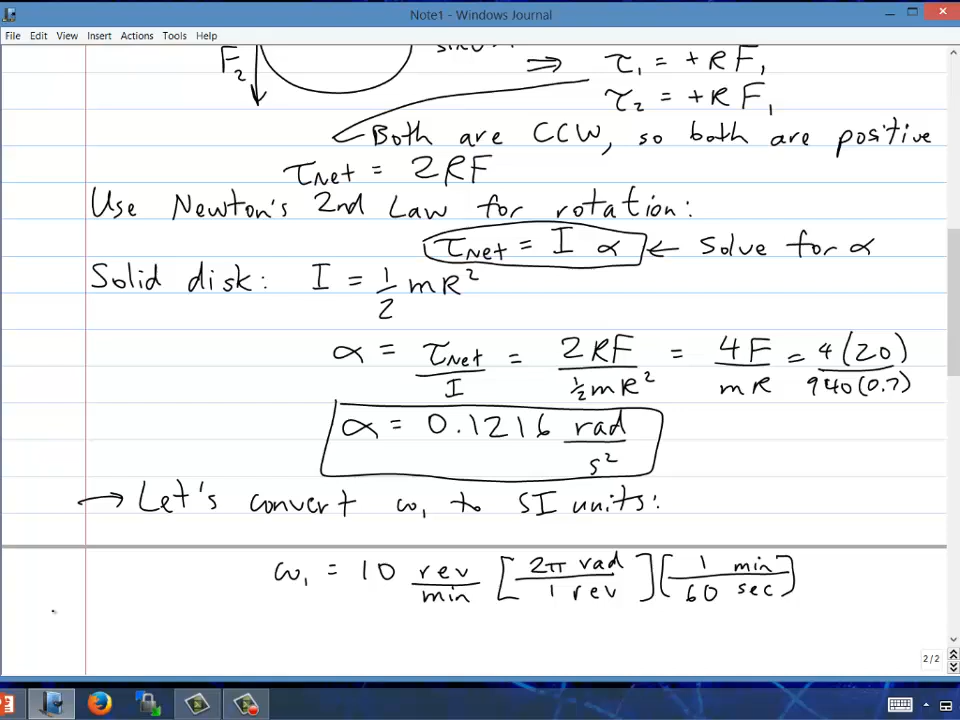 Note1 - Windows Journal
File Edit View Insert Actions Tools Help
F₂
⇒ τ₁ = +RF₁
τ₂ = +RF₁
Both are CCW, so both are positive
τNet = 2RF
Use Newton's 2nd Law for rotation:
τNet = I α ← Solve for α
Solid disk: I = 1/2 mR²
α = τNet/I = 2RF/(½mR²) = 4F/mR = 4(20)/940(0.7)
α = 0.1216 rad/s²
→ Let's convert ω₁ to SI units:
ω₁ = 10 rev/min [2π rad/1 rev][1 min/60 sec]
2/2